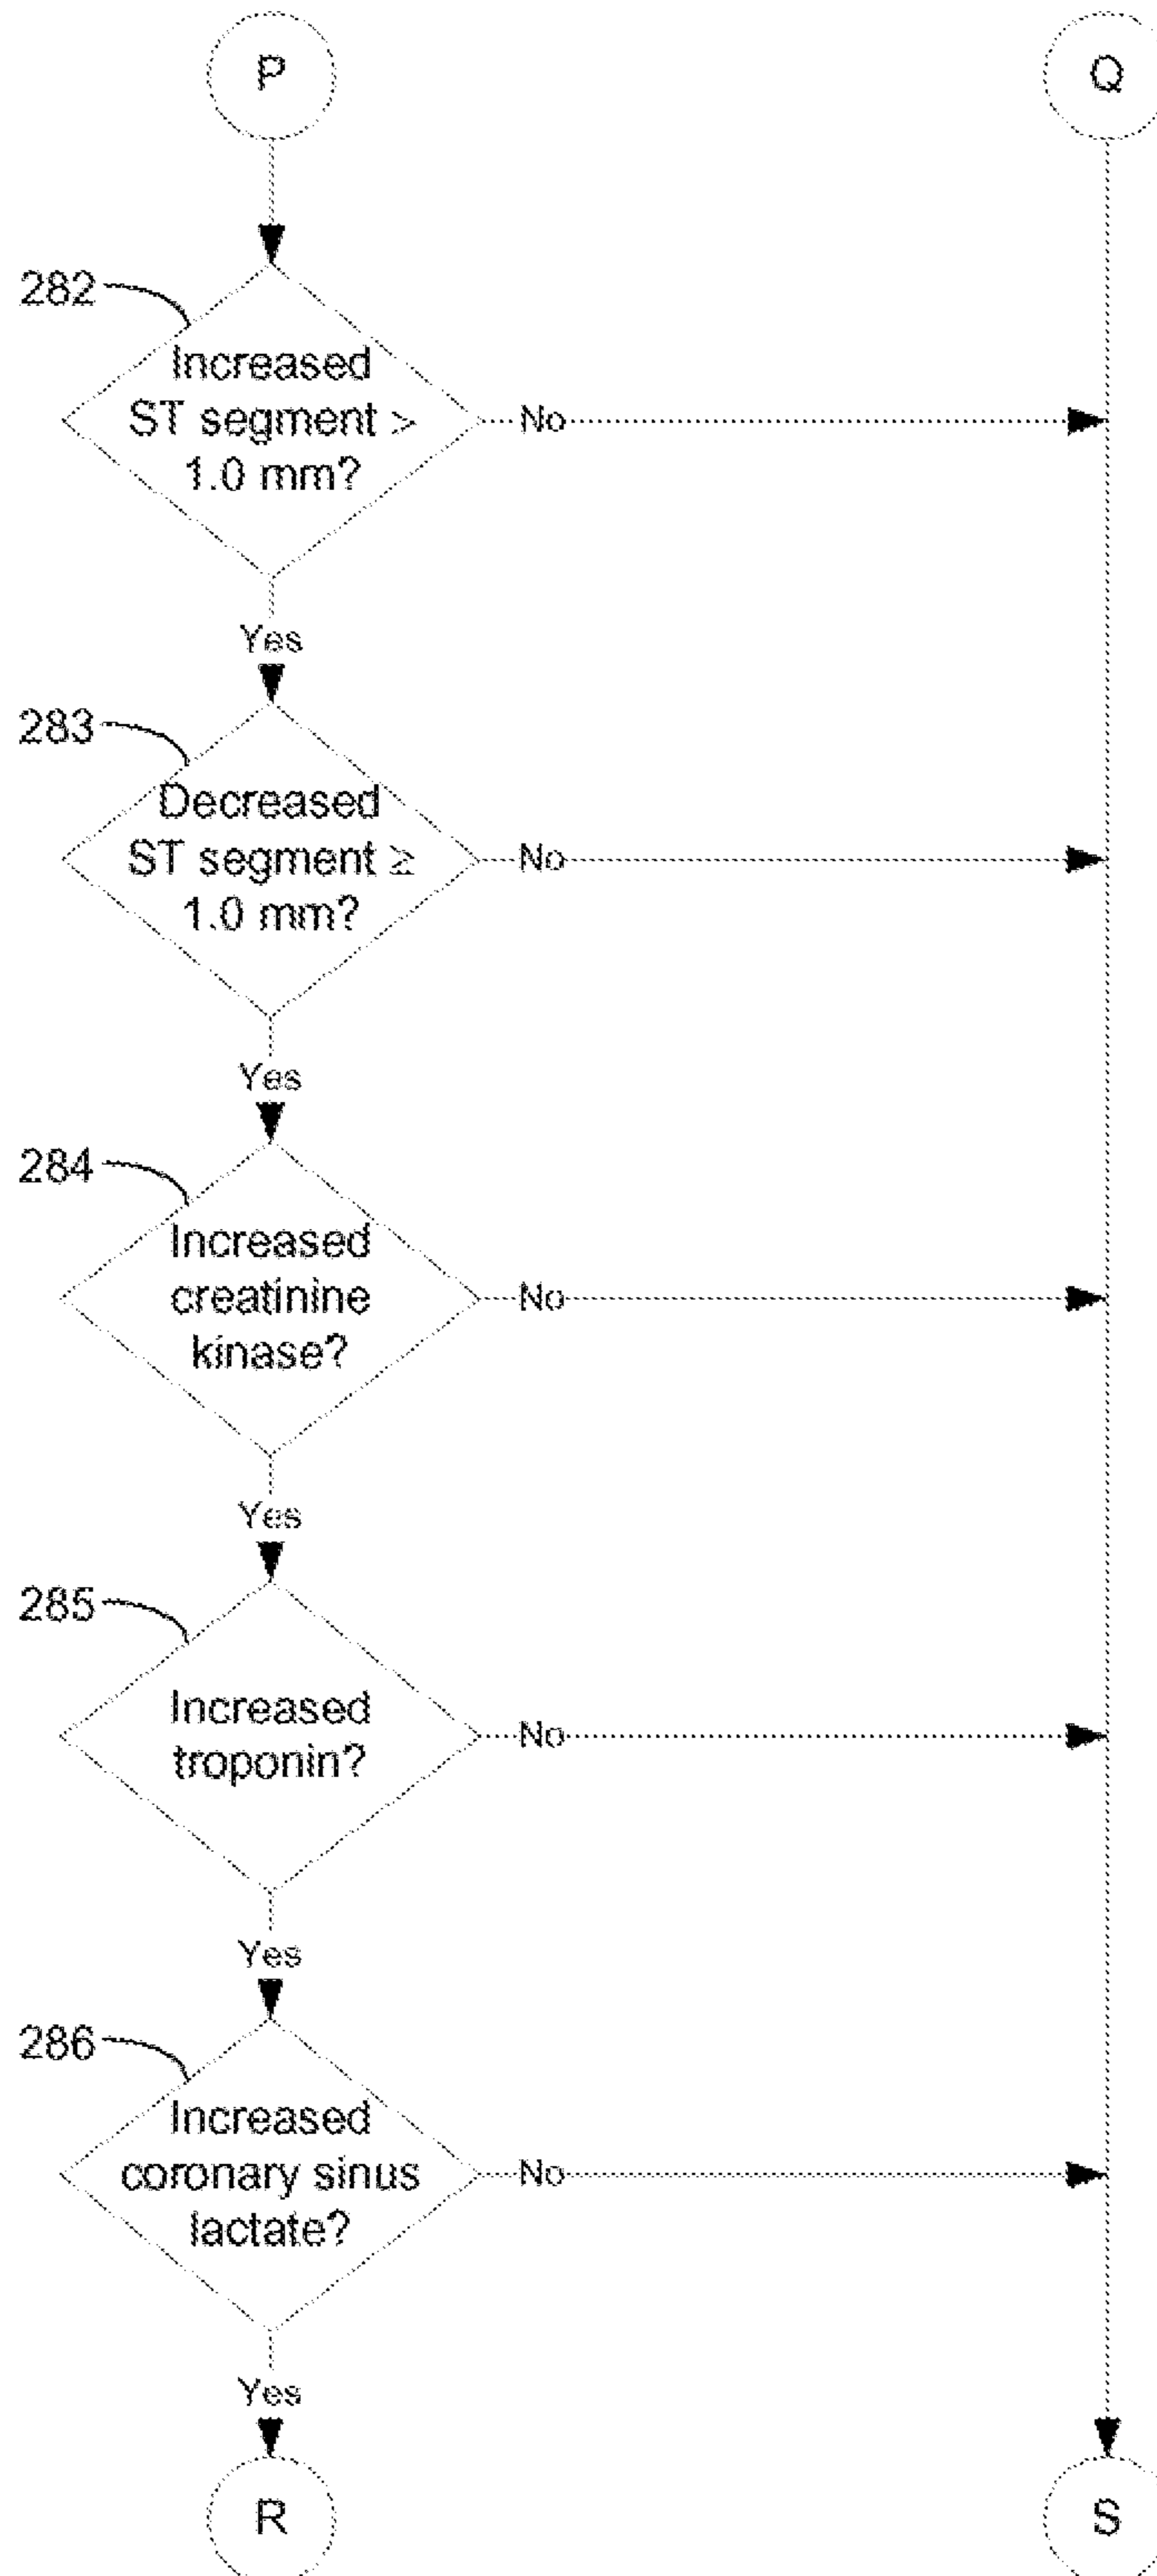 P
Q
282
Increased
ST segment >
1.0 mm?
No
Yes
283
Decreased
ST segment ≥
1.0 mm?
No
Yes
284
Increased
creatinine
kinase?
No
Yes
285
Increased
troponin?
No
Yes
286
Increased
coronary sinus
lactate?
No
Yes
R
S